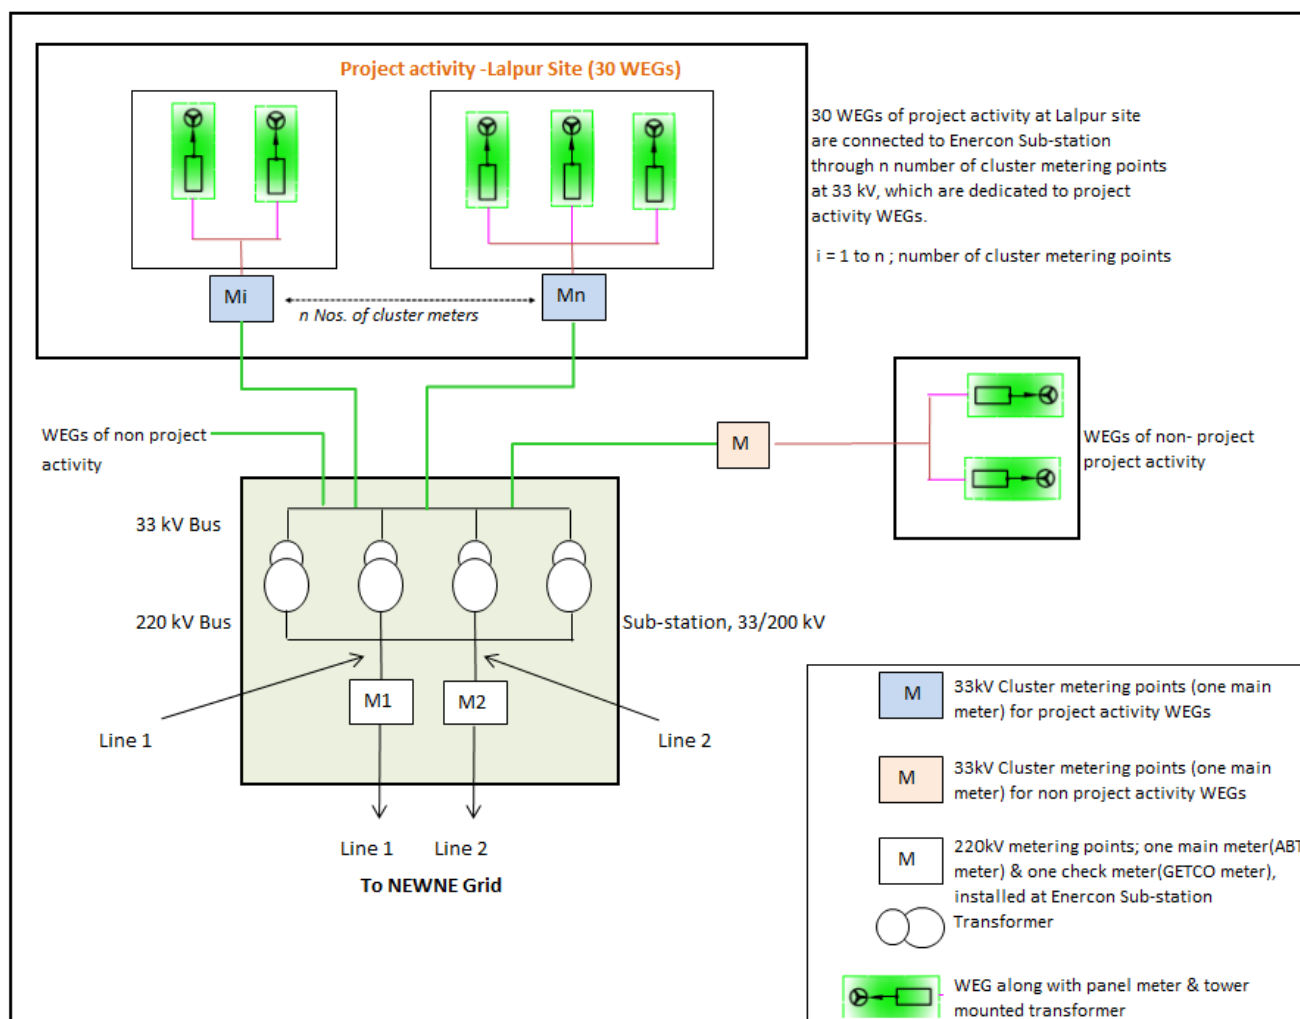 Project activity -Lalpur Site (30 WEGs)
30 WEGs of project activity at Lalpur site
are connected to Enercon Sub-station
through n number of cluster metering points
at 33 kV, which are dedicated to project
activity WEGs.
i = 1 to n ; number of cluster metering points
Mi
Mn
n Nos. of cluster meters
WEGs of non project
activity
M
WEGs of non- project
project activity
33 kV Bus
220 kV Bus
Sub-station, 33/200 kV
M1
M2
Line 1
Line 2
Line 1
Line 2
To NEWNE Grid
M
33kV Cluster metering points (one main
meter) for project activity WEGs
M
33kV Cluster metering points (one main
meter) for non project activity WEGs
M
220kV metering points; one main meter(ABT
meter) & one check meter(GETCO meter),
installed at Enercon Sub-station
Transformer
WEG along with panel meter & tower
mounted transformer